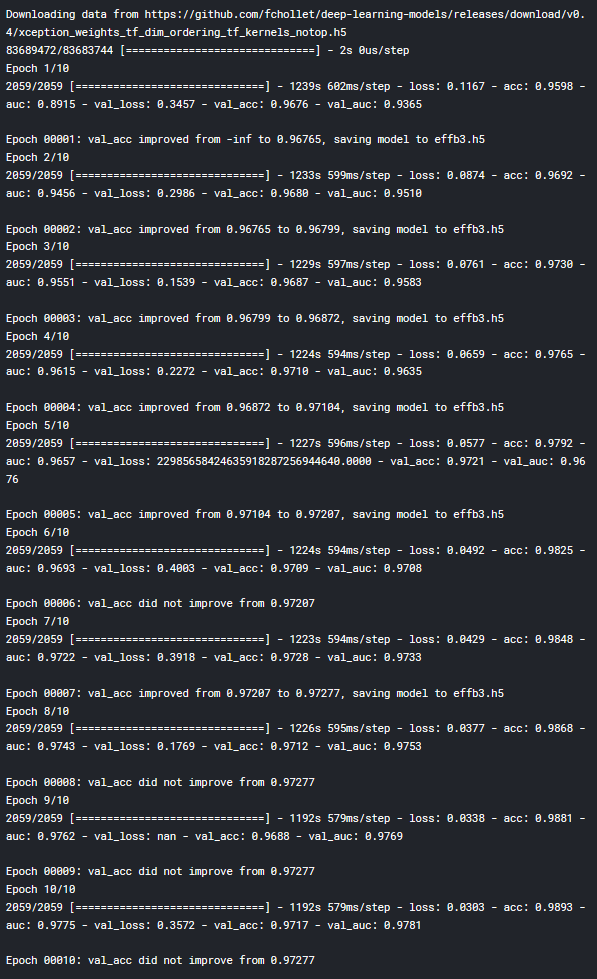 Downloading data from https://github.com/fchollet/deep-learning-models/releases/download/v0.
4/xception_weights_tf_dim_ordering_tf_kernels_notop.h5
83689472/83683744 [==============================] - 2s 0us/step
Epoch 1/10
2059/2059 [==============================] - 1239s 602ms/step - loss: 0.1167 - acc: 0.9598 -
auc: 0.8915 - val_loss: 0.3457 - val_acc: 0.9676 - val_auc: 0.9365
Epoch 00001: val_acc improved from -inf to 0.96765, saving model to effb3.h5
Epoch 2/10
2059/2059 [==============================] - 1233s 599ms/step - loss: 0.0874 - acc: 0.9692 -
auc: 0.9456 - val_loss: 0.2986 - val_acc: 0.9680 - val_auc: 0.9510
Epoch 00002: val_acc improved from 0.96765 to 0.96799, saving model to effb3.h5
Epoch 3/10
2059/2059 [==============================] - 1229s 597ms/step - loss: 0.0761 - acc: 0.9730 -
auc: 0.9551 - val_loss: 0.1539 - val_acc: 0.9687 - val_auc: 0.9583
Epoch 00003: val_acc improved from 0.96799 to 0.96872, saving model to effb3.h5
Epoch 4/10
2059/2059 [==============================] - 1224s 594ms/step - loss: 0.0659 - acc: 0.9765 -
auc: 0.9615 - val_loss: 0.2272 - val_acc: 0.9710 - val_auc: 0.9635
Epoch 00004: val_acc improved from 0.96872 to 0.97104, saving model to effb3.h5
Epoch 5/10
2059/2059 [==============================] - 1227s 596ms/step - loss: 0.0577 - acc: 0.9792 -
auc: 0.9657 - val_loss: 22985658424635918287256944640.0000 - val_acc: 0.9721 - val_auc: 0.96
76
Epoch 00005: val_acc improved from 0.97104 to 0.97207, saving model to effb3.h5
Epoch 6/10
2059/2059 [==============================] - 1224s 594ms/step - loss: 0.0492 - acc: 0.9825 -
auc: 0.9693 - val_loss: 0.4003 - val_acc: 0.9709 - val_auc: 0.9708
Epoch 00006: val_acc did not improve from 0.97207
Epoch 7/10
2059/2059 [==============================] - 1223s 594ms/step - loss: 0.0429 - acc: 0.9848 -
auc: 0.9722 - val_loss: 0.3918 - val_acc: 0.9728 - val_auc: 0.9733
Epoch 00007: val_acc improved from 0.97207 to 0.97277, saving model to effb3.h5
Epoch 8/10
2059/2059 [==============================] - 1226s 595ms/step - loss: 0.0377 - acc: 0.9868 -
auc: 0.9743 - val_loss: 0.1769 - val_acc: 0.9712 - val_auc: 0.9753
Epoch 00008: val_acc did not improve from 0.97277
Epoch 9/10
2059/2059 [==============================] - 1192s 579ms/step - loss: 0.0338 - acc: 0.9881 -
auc: 0.9762 - val_loss: nan - val_acc: 0.9688 - val_auc: 0.9769
Epoch 00009: val_acc did not improve from 0.97277
Epoch 10/10
2059/2059 [==============================] - 1192s 579ms/step - loss: 0.0303 - acc: 0.9893 -
auc: 0.9775 - val_loss: 0.3572 - val_acc: 0.9717 - val_auc: 0.9781
Epoch 00010: val_acc did not improve from 0.97277